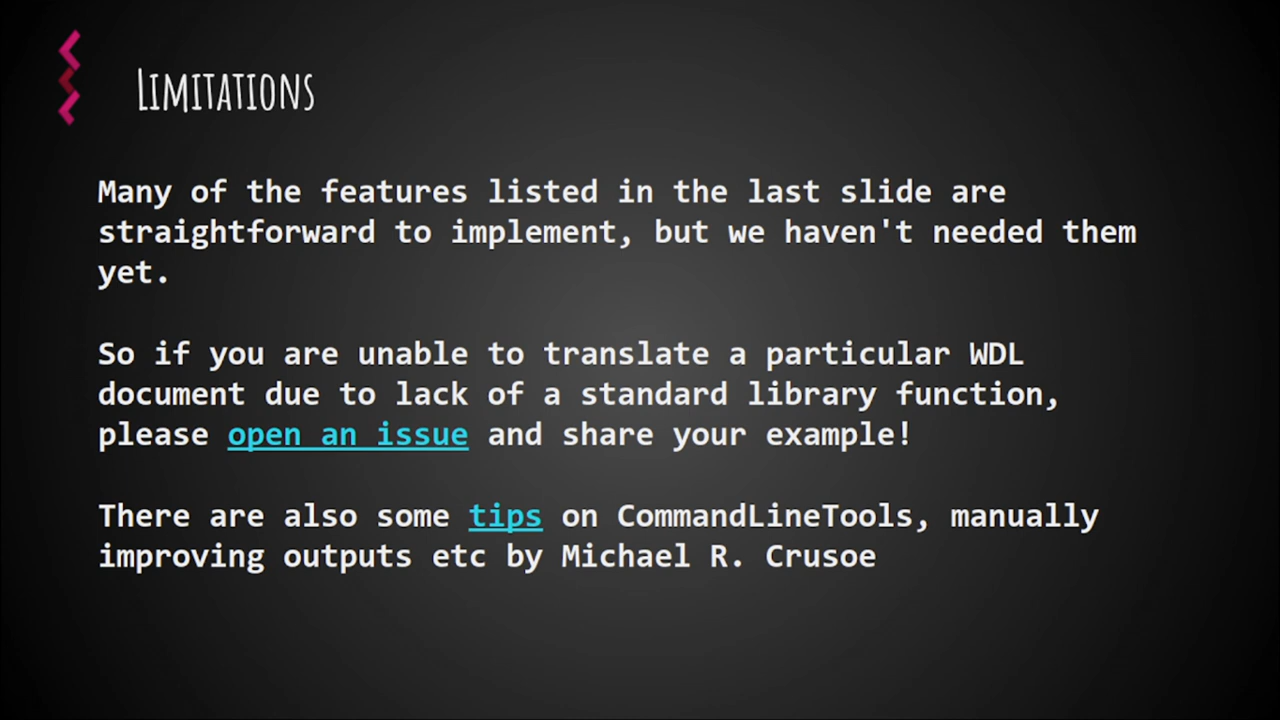 Limitations
Many of the features listed in the last slide are
straightforward to implement, but we haven't needed them
yet.
So if you are unable to translate a particular WDL
document due to lack of a standard library function,
please open an issue and share your example!
There are also some tips on CommandLineTools, manually
improving outputs etc by Michael R. Crusoe